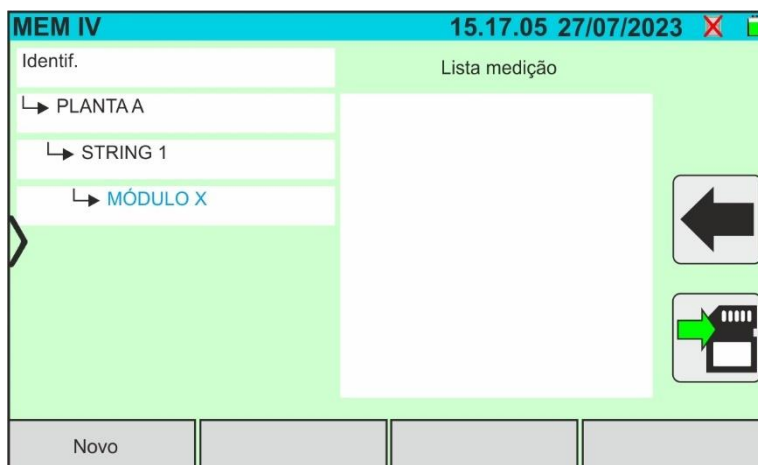 MEM IV 15.17.05 27/07/2023
Identif.
Lista medição
PLANTA A
STRING 1
MÓDULO X
Novo